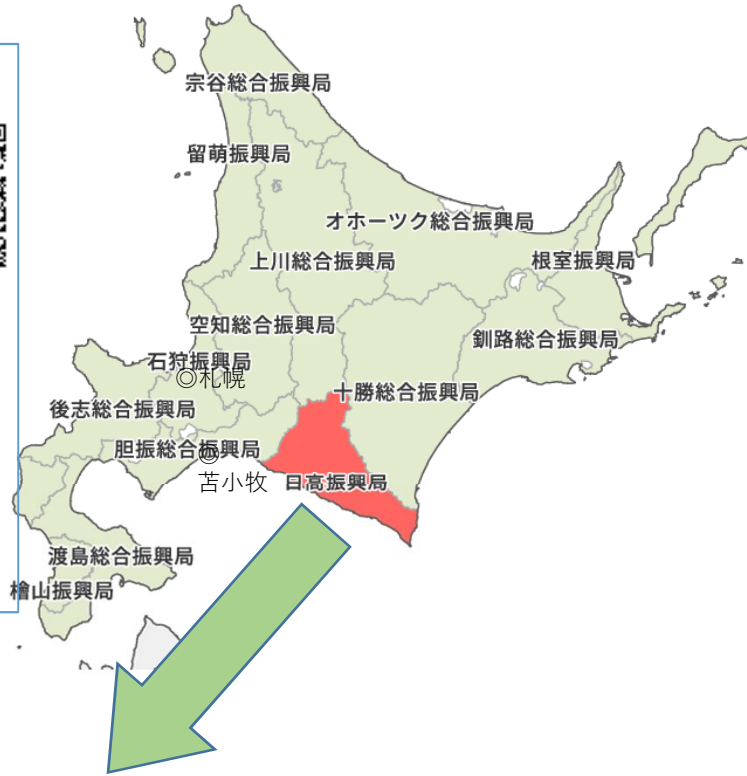 宗谷総合振興局
留萌振興局
オホーツク総合振興局
上川総合振興局
根室振興局
空知総合振興局
釧路総合振興局
石狩振興局
◎札幌
十勝総合振興局
後志総合振興局
胆振総合振興局
◎
苫小牧
日高振興局
渡島総合振興局
檜山振興局